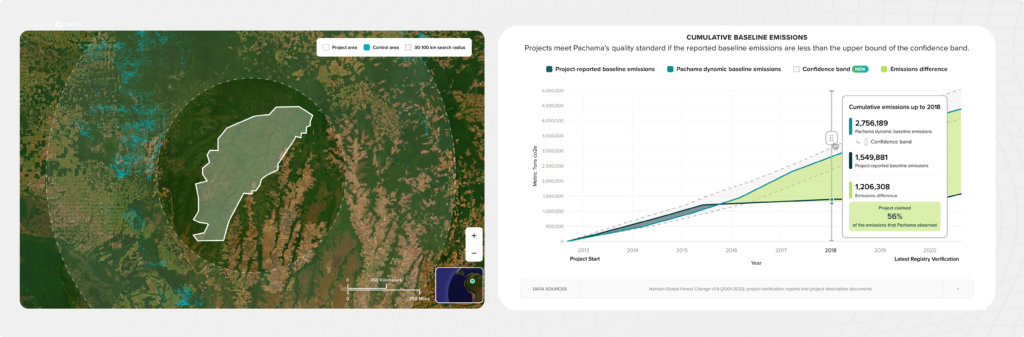 Project area Control area 30-100 km search radius
+
−
0 250 Kilometers
0 250 Miles
CUMULATIVE BASELINE EMISSIONS
Projects meet Pachama's quality standard if the reported baseline emissions are less than the upper bound of the confidence band.
Project-reported baseline emissions Pachama dynamic baseline emissions Confidence band NEW Emissions difference
Metric Tons co2e
5,000,000
4,500,000
4,000,000
3,500,000
3,000,000
2,500,000
2,000,000
1,500,000
1,000,000
500,000
0
Cumulative emissions up to 2018
2,756,189
Pachama dynamic baseline emissions
Confidence band
1,549,881
Project-reported baseline emissions
1,206,308
Emissions difference
Project claimed
56%
of the emissions that Pachama observed
2013 2014 2015 2016 2017 2018 2019 2020
Project Start Latest Registry Verification
Year
DATA SOURCES Hansen Global Forest Change v1.9 (2001-2021), project verification reports and project description documents